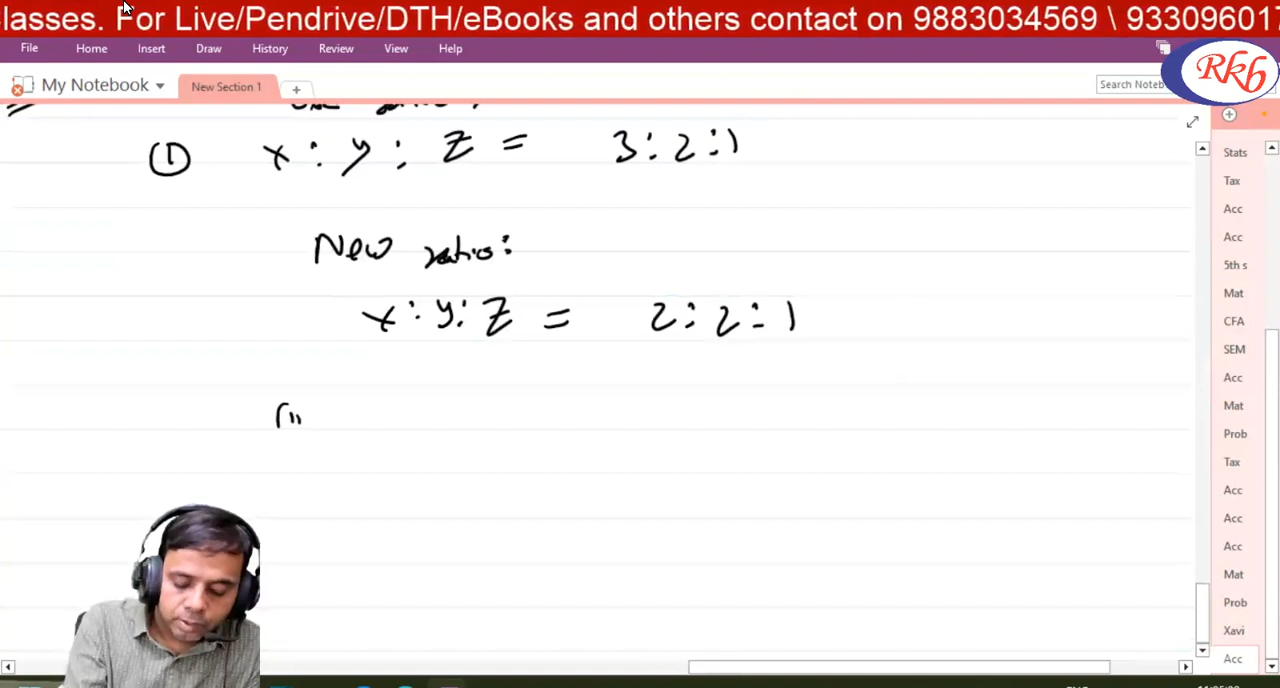 classes. For Live/Pendrive/DTH/eBooks and others contact on 9883034569 \ 93309601
File Home Insert Draw History Review View Help
My Notebook New Section 1 +
Search Noteb
Rkb
① x : y : z = 3 : 2 : 1
New ratio :
x : y : z = 2 : 2 : 1
Stats
Tax
Acc
Acc
5th s
Mat
CFA
SEM
Acc
Mat
Prob
Tax
Acc
Acc
Acc
Mat
Prob
Xavi
Acc